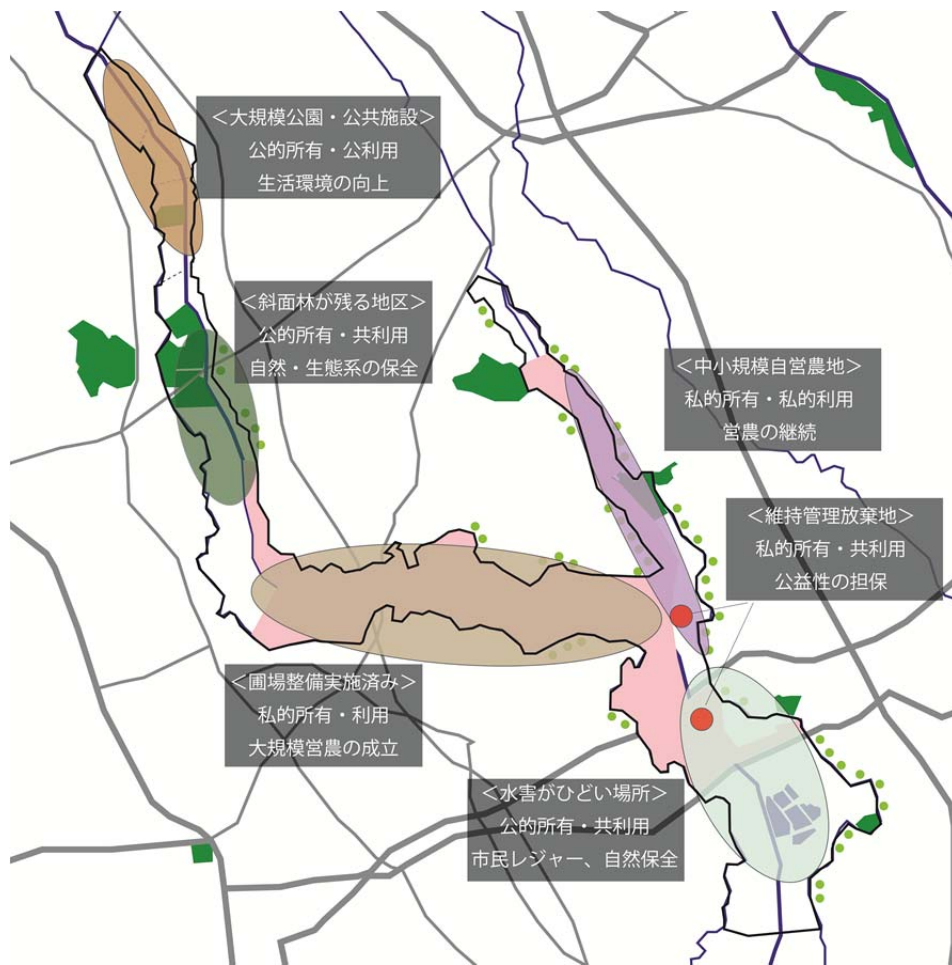 <大規模公園・公共施設>
公的所有・公利用
生活環境の向上
<斜面林が残る地区>
公的所有・共利用
自然・生態系の保全
<中小規模自営農地>
私的所有・私的利用
営農の継続
<維持管理放棄地>
私的所有・共利用
公益性の担保
<圃場整備実施済み>
私的所有・利用
大規模営農の成立
<水害がひどい場所>
公的所有・共利用
市民レジャー、自然保全